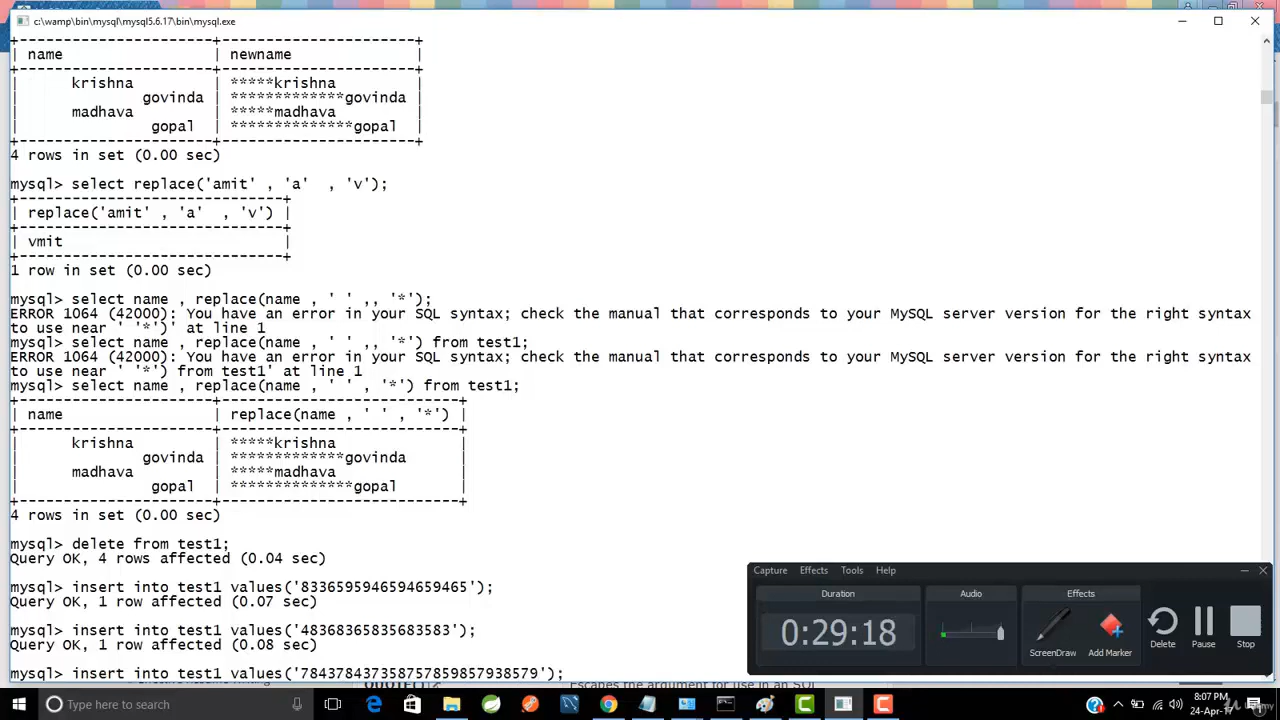 c:\wamp\bin\mysql\mysql5.6.17\bin\mysql.exe
+-----------------------+-----------------------+
| name                  | newname               |
+-----------------------+-----------------------+
|      krishna          | *****krishna          |
|              govinda | *************govinda  |
|      madhava          | *****madhava          |
|               gopal  | **************gopal   |
+-----------------------+-----------------------+
4 rows in set (0.00 sec)
mysql> select replace('amit' , 'a'  , 'v');
+------------------------------+
| replace('amit' , 'a'  , 'v') |
+------------------------------+
| vmit                         |
+------------------------------+
1 row in set (0.00 sec)
mysql> select name , replace(name , ' ' ,, '*');
ERROR 1064 (42000): You have an error in your SQL syntax; check the manual that corresponds to your MySQL server version for the right syntax
to use near ' '*')' at line 1
mysql> select name , replace(name , ' ' ,, '*') from test1;
ERROR 1064 (42000): You have an error in your SQL syntax; check the manual that corresponds to your MySQL server version for the right syntax
to use near ' '*') from test1' at line 1
mysql> select name , replace(name , ' ' , '*') from test1;
+-----------------------+---------------------------+
| name                  | replace(name , ' ' , '*') |
+-----------------------+---------------------------+
|      krishna          | *****krishna              |
|              govinda | *************govinda      |
|      madhava          | *****madhava              |
|               gopal  | **************gopal       |
+-----------------------+---------------------------+
4 rows in set (0.00 sec)
mysql> delete from test1;
Query OK, 4 rows affected (0.04 sec)
mysql> insert into test1 values('8336595946594659465');
Query OK, 1 row affected (0.07 sec)
mysql> insert into test1 values('48368365835683583');
Query OK, 1 row affected (0.08 sec)
mysql> insert into test1 values('7843784373587578598579385​79');
Capture Effects Tools Help
Duration Audio Effects
0:29:18
ScreenDraw Add Marker Delete Pause Stop
Escapes the argument for use in an SQL
Type here to search
8:07 PM
24-Apr-